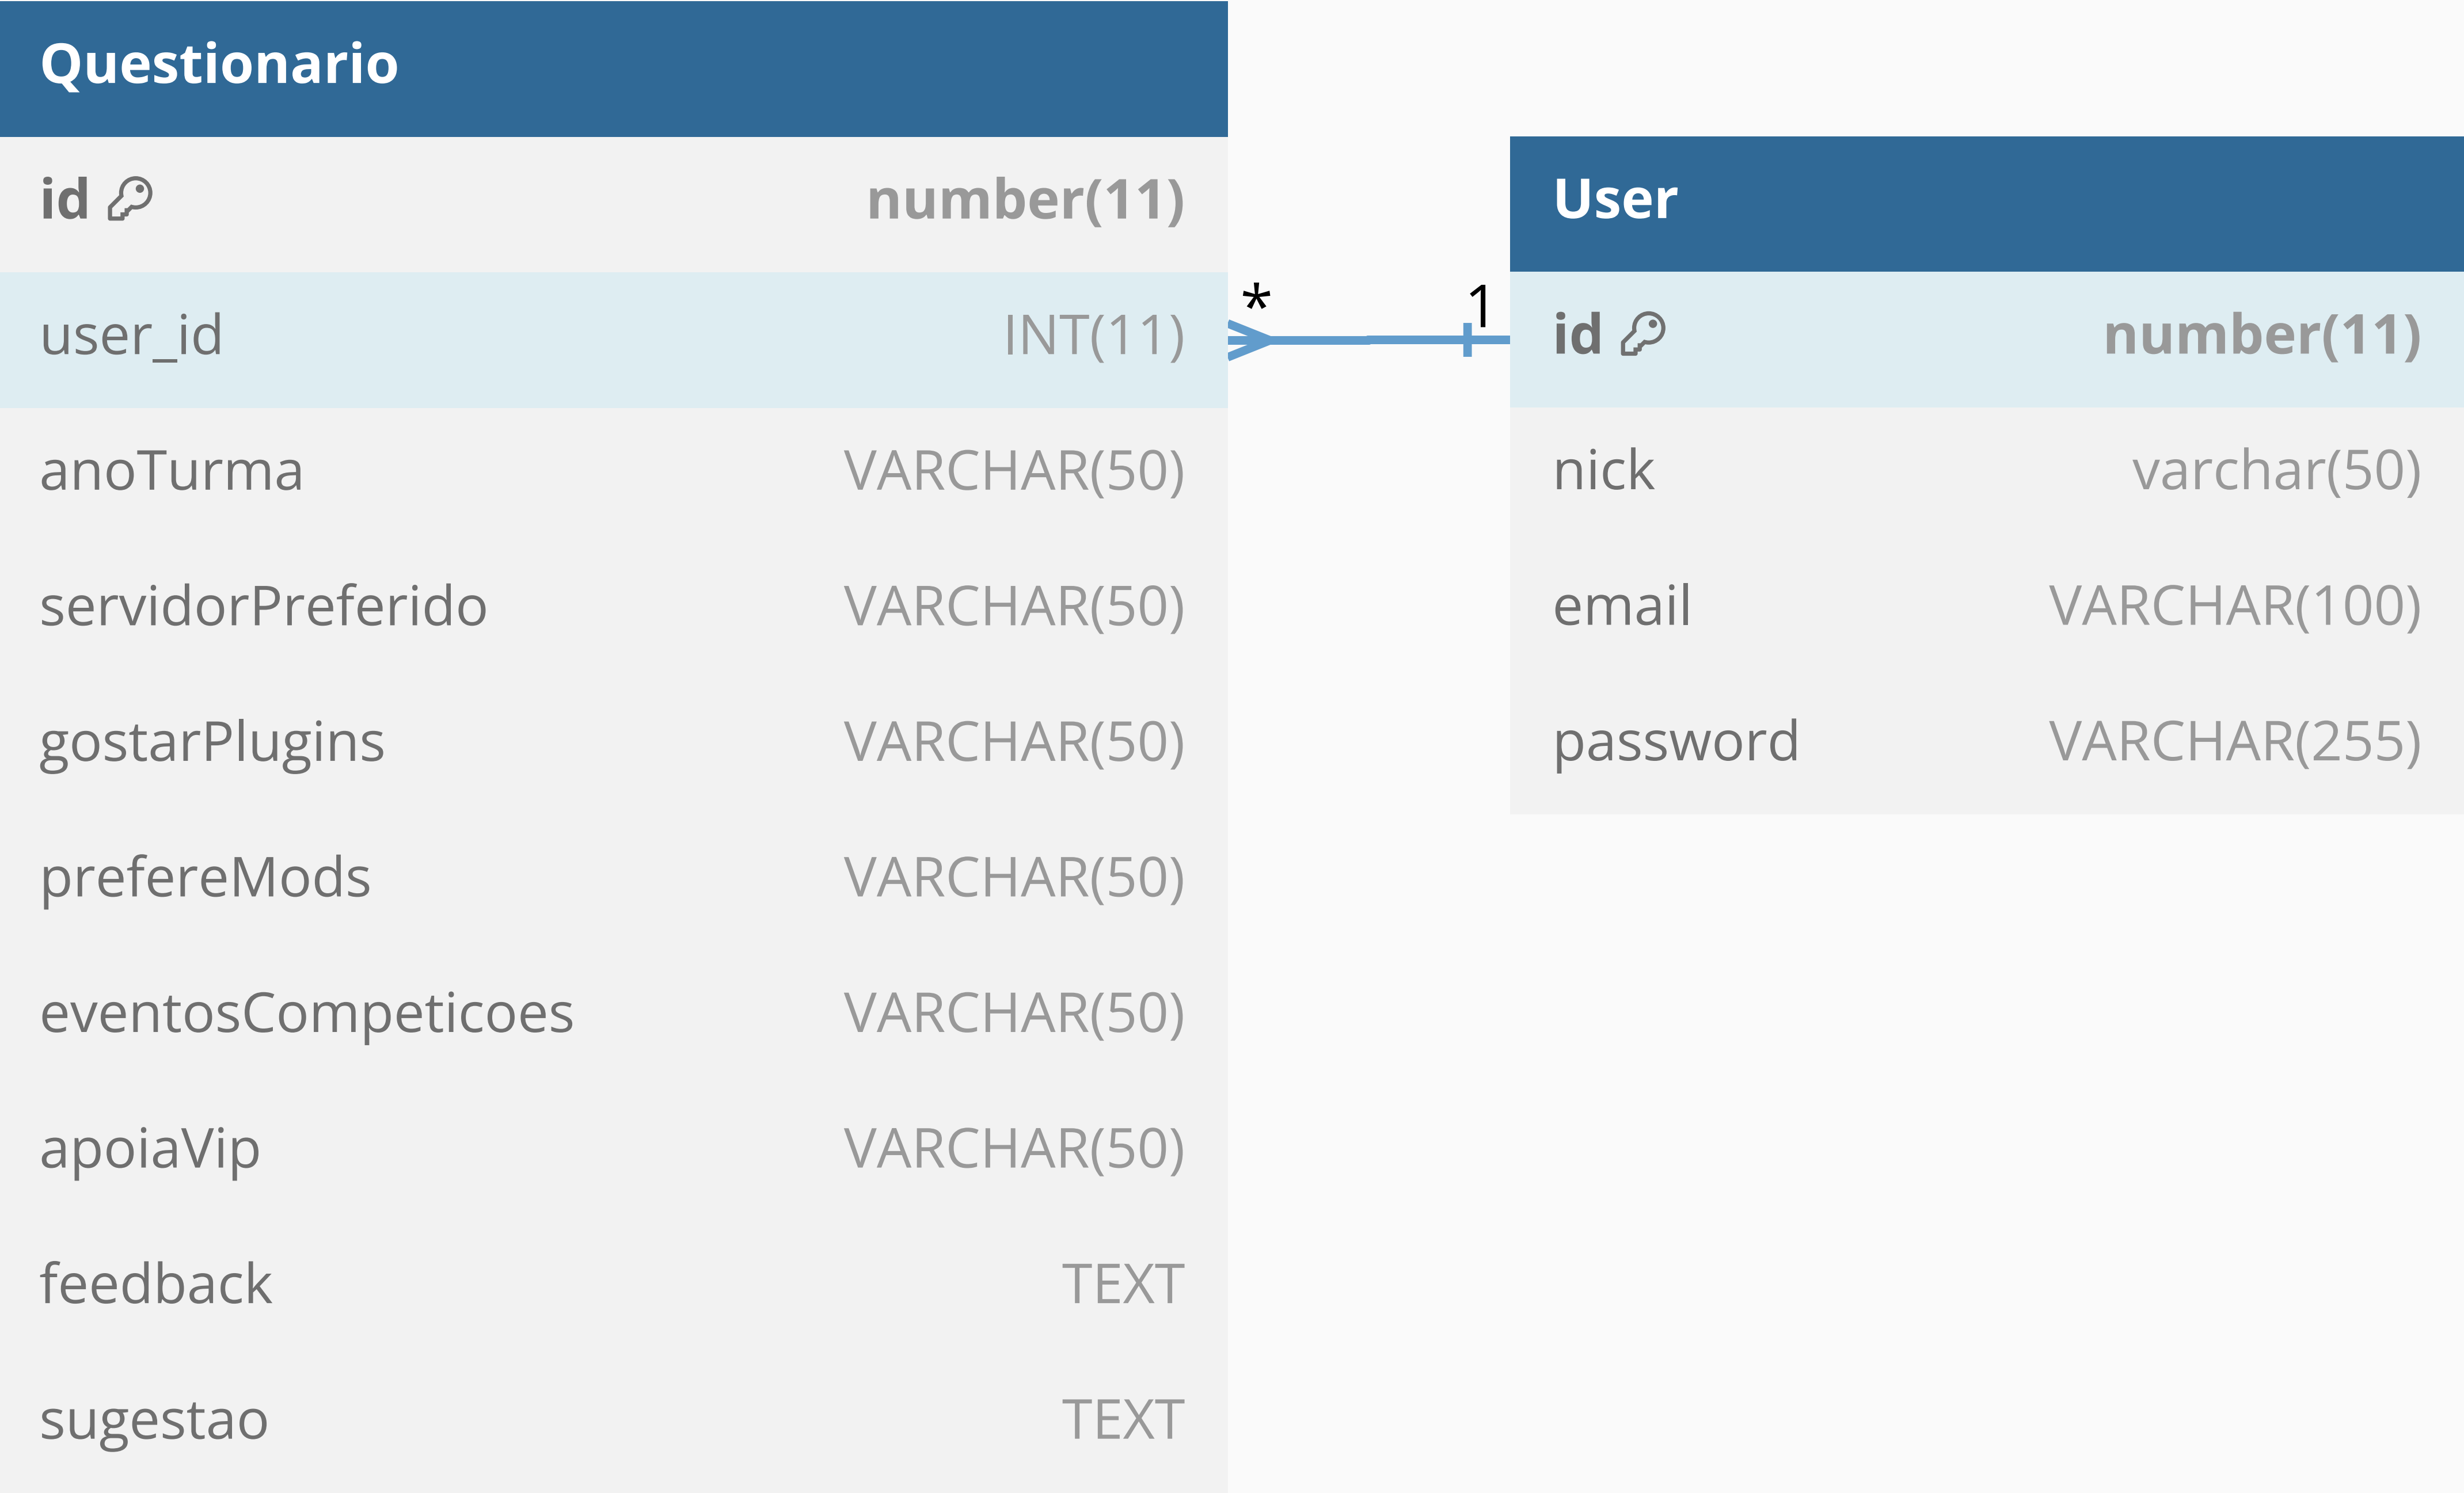 Questionario
id number(11)
user_id INT(11)
anoTurma VARCHAR(50)
servidorPreferido VARCHAR(50)
gostarPlugins VARCHAR(50)
prefereMods VARCHAR(50)
eventosCompeticoes VARCHAR(50)
apoiaVip VARCHAR(50)
feedback TEXT
sugestao TEXT
* 1
User
id number(11)
nick varchar(50)
email VARCHAR(100)
password VARCHAR(255)